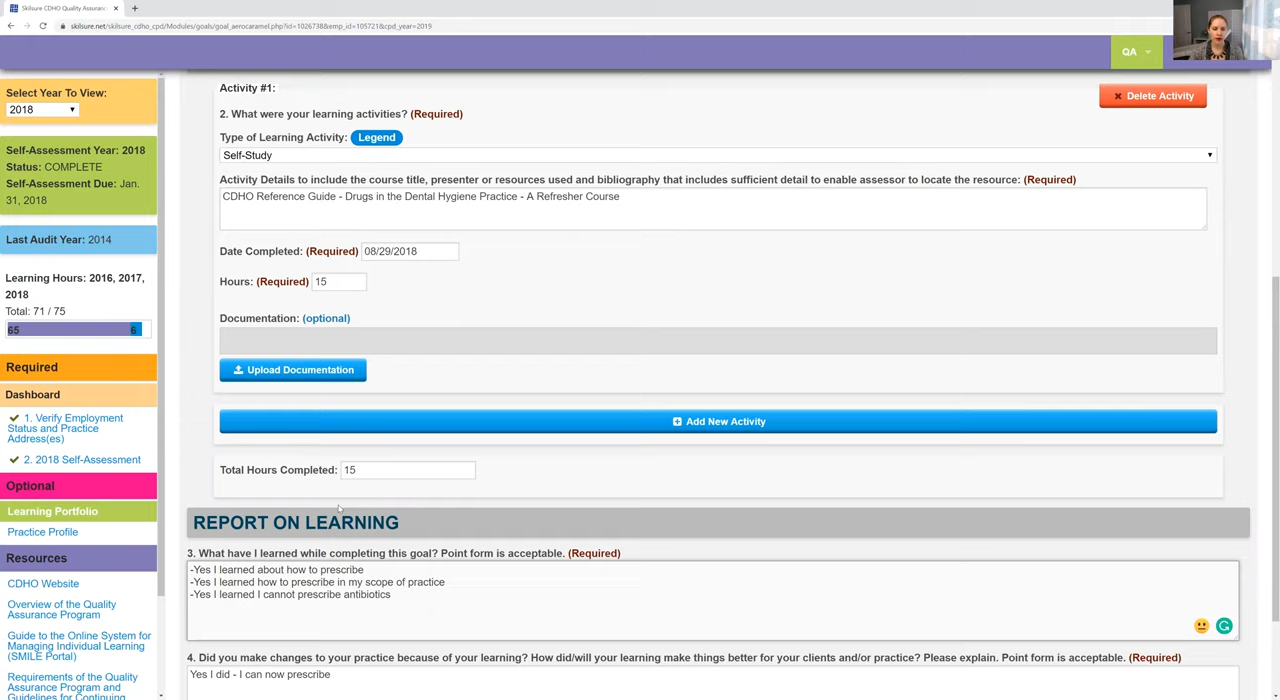 Skilsure CDHO Quality Assuranc
skilsure.net/skilsure_cdho_cpd/Modules/goals/goal_aerocaramel.php?id=1026738&emp_id=105721&cpd_year=2019
QA
Select Year To View:
2018
Self-Assessment Year: 2018
Status: COMPLETE
Self-Assessment Due: Jan.
31, 2018
Last Audit Year: 2014
Learning Hours: 2016, 2017,
2018
Total: 71 / 75
65 6
Required
Dashboard
1. Verify Employment
Status and Practice
Address(es)
2. 2018 Self-Assessment
Optional
Learning Portfolio
Practice Profile
Resources
CDHO Website
Overview of the Quality
Assurance Program
Guide to the Online System for
Managing Individual Learning
(SMILE Portal)
Requirements of the Quality
Assurance Program and
Guidelines for Continuing
Activity #1:
Delete Activity
2. What were your learning activities? (Required)
Type of Learning Activity: Legend
Self-Study
Activity Details to include the course title, presenter or resources used and bibliography that includes sufficient detail to enable assessor to locate the resource: (Required)
CDHO Reference Guide - Drugs in the Dental Hygiene Practice - A Refresher Course
Date Completed: (Required) 08/29/2018
Hours: (Required) 15
Documentation: (optional)
Upload Documentation
Add New Activity
Total Hours Completed: 15
REPORT ON LEARNING
3. What have I learned while completing this goal? Point form is acceptable. (Required)
-Yes I learned about how to prescribe
-Yes I learned how to prescribe in my scope of practice
-Yes I learned I cannot prescribe antibiotics
4. Did you make changes to your practice because of your learning? How did/will your learning make things better for your clients and/or practice? Please explain. Point form is acceptable. (Required)
Yes I did - I can now prescribe